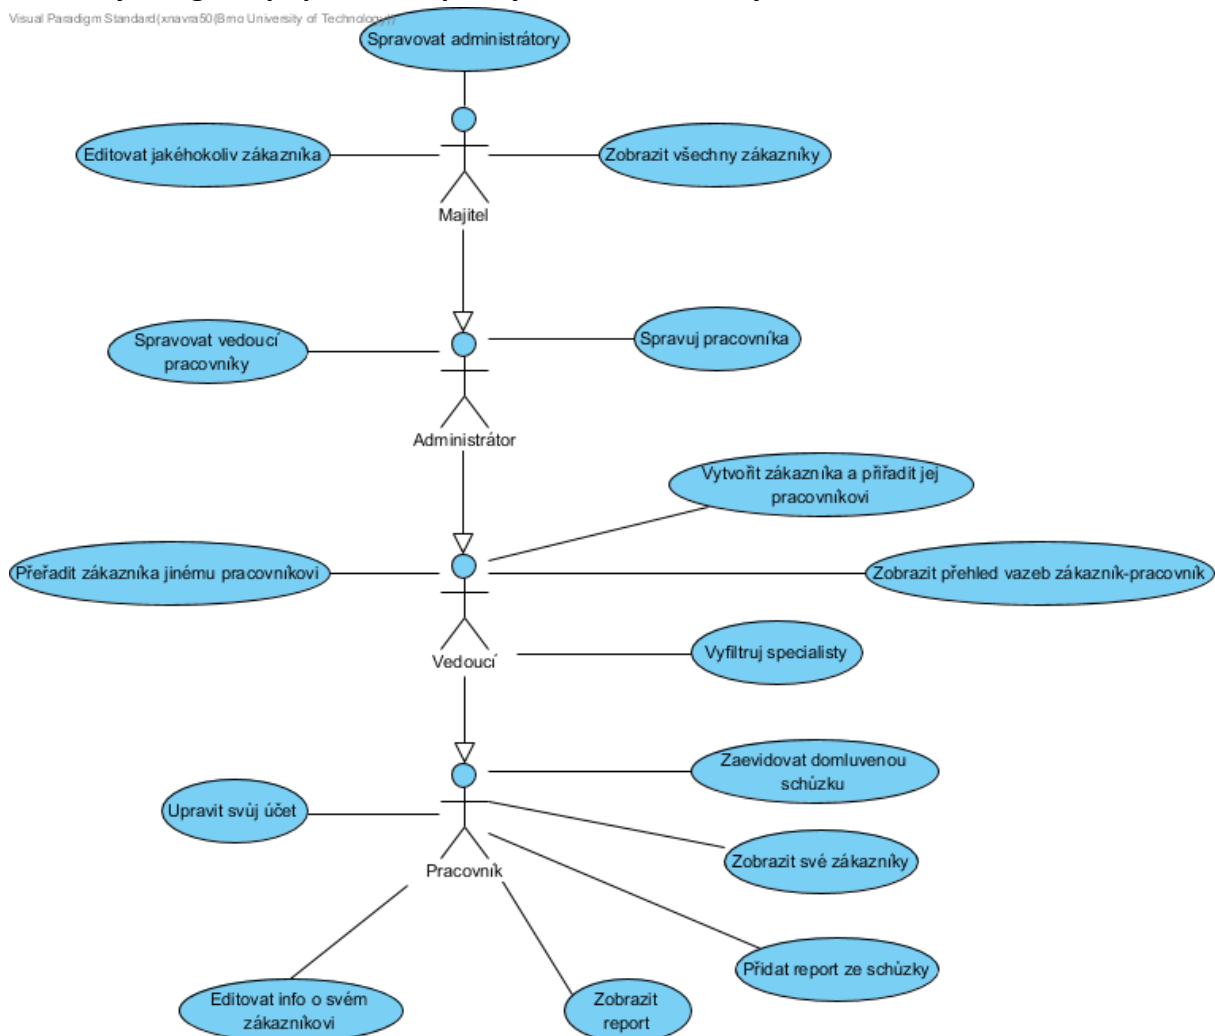 Visual Paradigm Standard(xnavra50(Brno University of Technology))
Spravovat administrátory
Editovat jakéhokoliv zákazníka
Zobrazit všechny zákazníky
Majitel
Spravovat vedoucí
pracovníky
Spravuj pracovníka
Administrátor
Vytvořit zákazníka a přiřadit jej
pracovníkovi
Přeřadit zákazníka jinému pracovníkovi
Zobrazit přehled vazeb zákazník-pracovník
Vyfiltruj specialisty
Vedoucí
Zaevidovat domluvenou
schůzku
Upravit svůj účet
Zobrazit své zákazníky
Pracovník
Přidat report ze schůzky
Editovat info o svém
zákazníkovi
Zobrazit
report